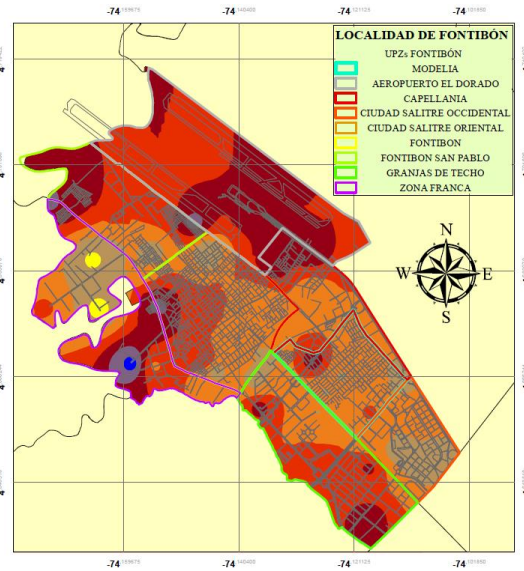 -74 -74 -74 -74
LOCALIDAD DE FONTIBÓN
UPZs FONTIBÓN
MODELIA
AEROPUERTO EL DORADO
CAPELLANIA
CIUDAD SALITRE OCCIDENTAL
CIUDAD SALITRE ORIENTAL
FONTIBON
FONTIBON SAN PABLO
GRANJAS DE TECHO
ZONA FRANCA
N
W E
S
-74 -74 -74 -74